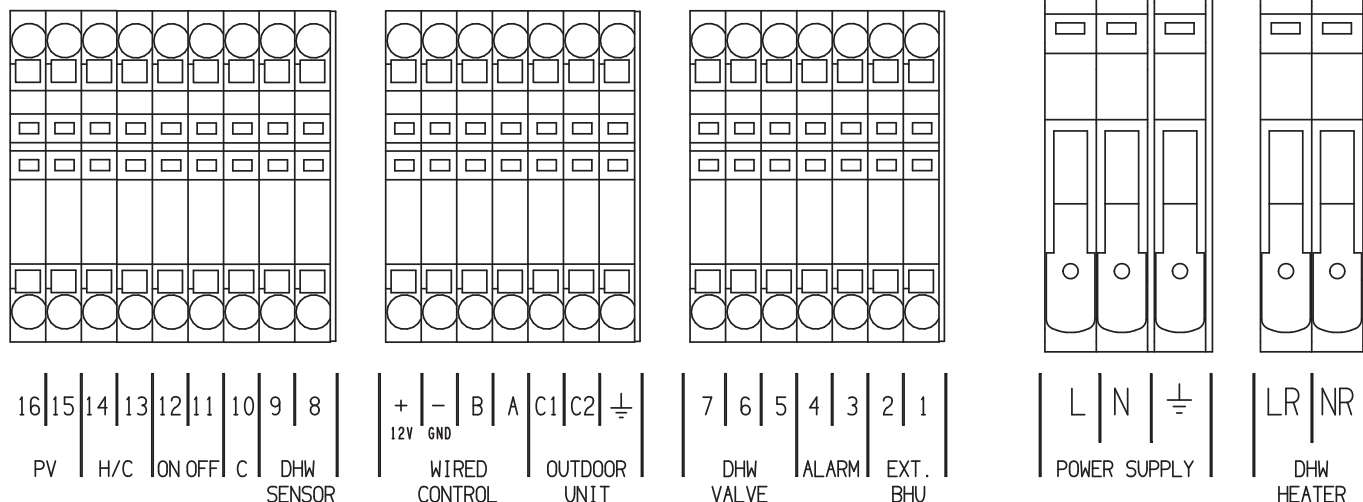 16 15 14 13 12 11 10 9 8 + − B A C1 C2 ⏚ 7 6 5 4 3 2 1 L N ⏚ LR NR
12V GND
PV H/C ON OFF C DHW WIRED OUTDOOR DHW ALARM EXT. POWER SUPPLY DHW
SENSOR CONTROL UNIT VALVE BHU HEATER